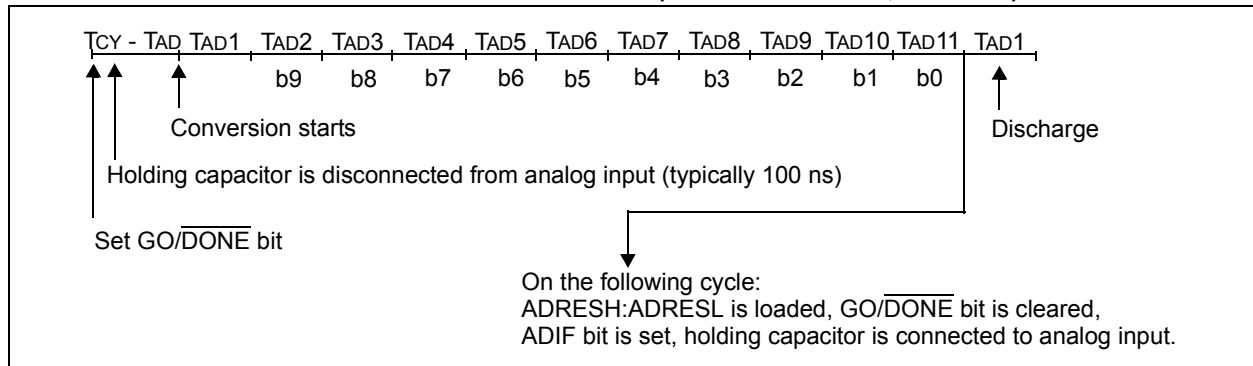 TCY - TAD TAD1 TAD2 TAD3 TAD4 TAD5 TAD6 TAD7 TAD8 TAD9 TAD10 TAD11 TAD1
b9 b8 b7 b6 b5 b4 b3 b2 b1 b0
Conversion starts
Discharge
Holding capacitor is disconnected from analog input (typically 100 ns)
Set GO/DONE bit
On the following cycle:
ADRESH:ADRESL is loaded, GO/DONE bit is cleared,
ADIF bit is set, holding capacitor is connected to analog input.